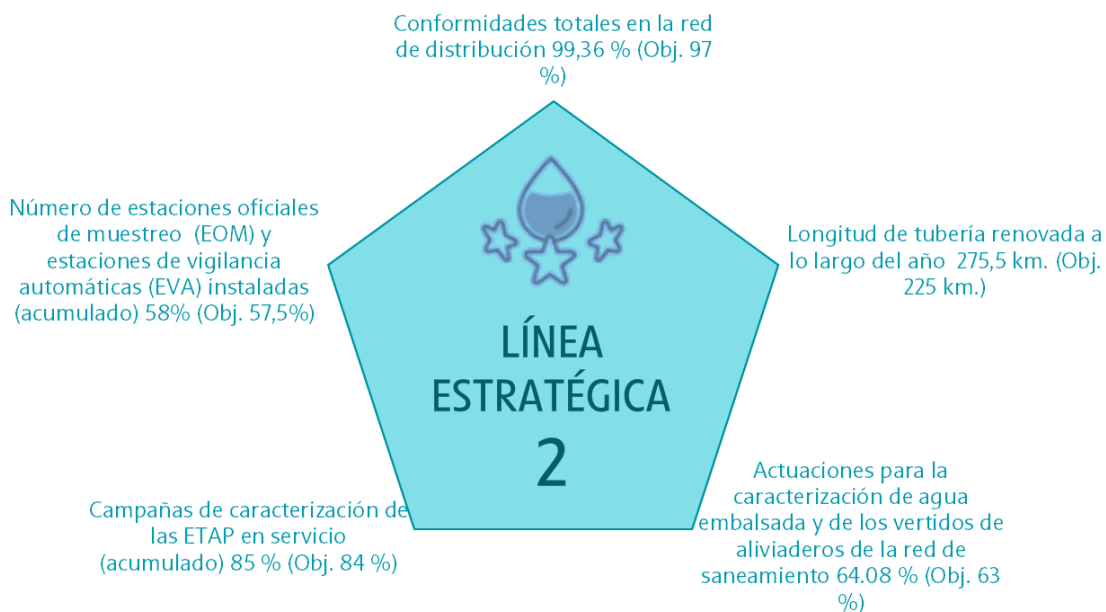 Conformidades totales en la red
de distribución 99,36 % (Obj. 97
%)
Número de estaciones oficiales
de muestreo (EOM) y
estaciones de vigilancia
automáticas (EVA) instaladas
(acumulado) 58% (Obj. 57,5%)
Longitud de tubería renovada a
lo largo del año 275,5 km. (Obj.
225 km.)
LÍNEA
ESTRATÉGICA
2
Campañas de caracterización de
las ETAP en servicio
(acumulado) 85 % (Obj. 84 %)
Actuaciones para la
caracterización de agua
embalsada y de los vertidos de
aliviaderos de la red de
saneamiento 64.08 % (Obj. 63
%)